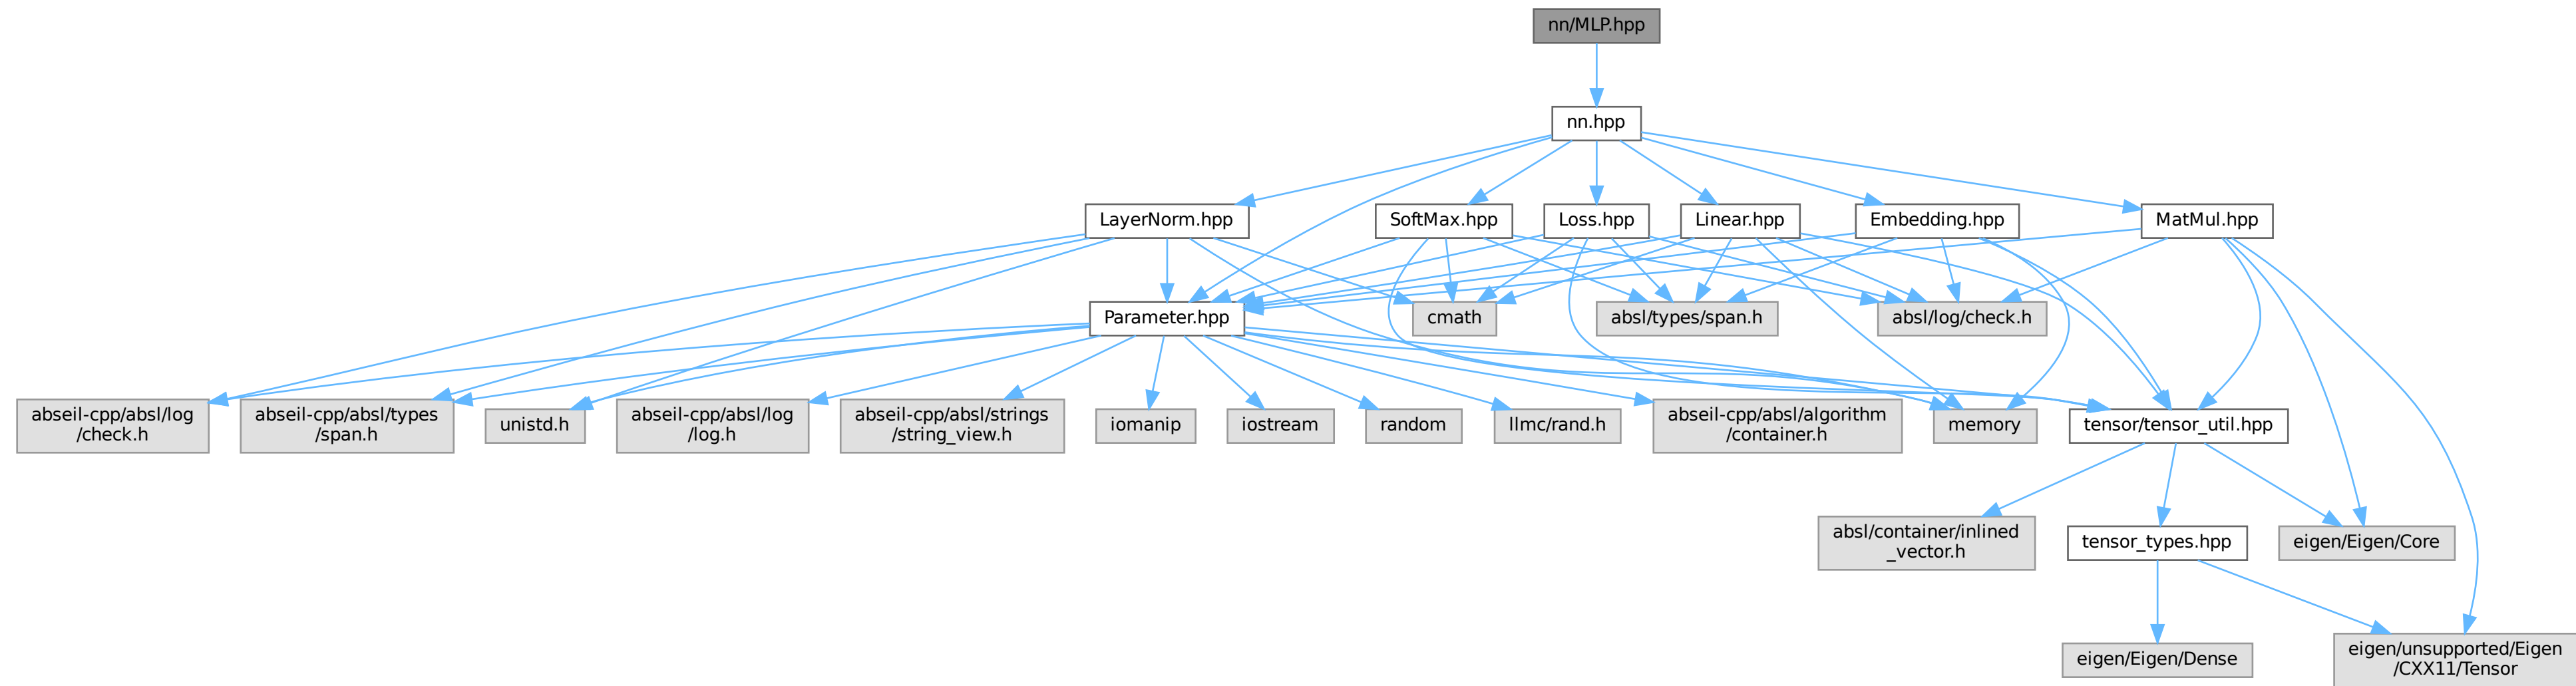 nn/MLP.hpp
nn.hpp
LayerNorm.hpp
SoftMax.hpp
Loss.hpp
Linear.hpp
Embedding.hpp
MatMul.hpp
Parameter.hpp
cmath
absl/types/span.h
absl/log/check.h
abseil-cpp/absl/log
/check.h
abseil-cpp/absl/types
/span.h
unistd.h
abseil-cpp/absl/log
/log.h
abseil-cpp/absl/strings
/string_view.h
iomanip
iostream
random
llmc/rand.h
abseil-cpp/absl/algorithm
/container.h
memory
tensor/tensor_util.hpp
absl/container/inlined
_vector.h
tensor_types.hpp
eigen/Eigen/Core
eigen/Eigen/Dense
eigen/unsupported/Eigen
/CXX11/Tensor